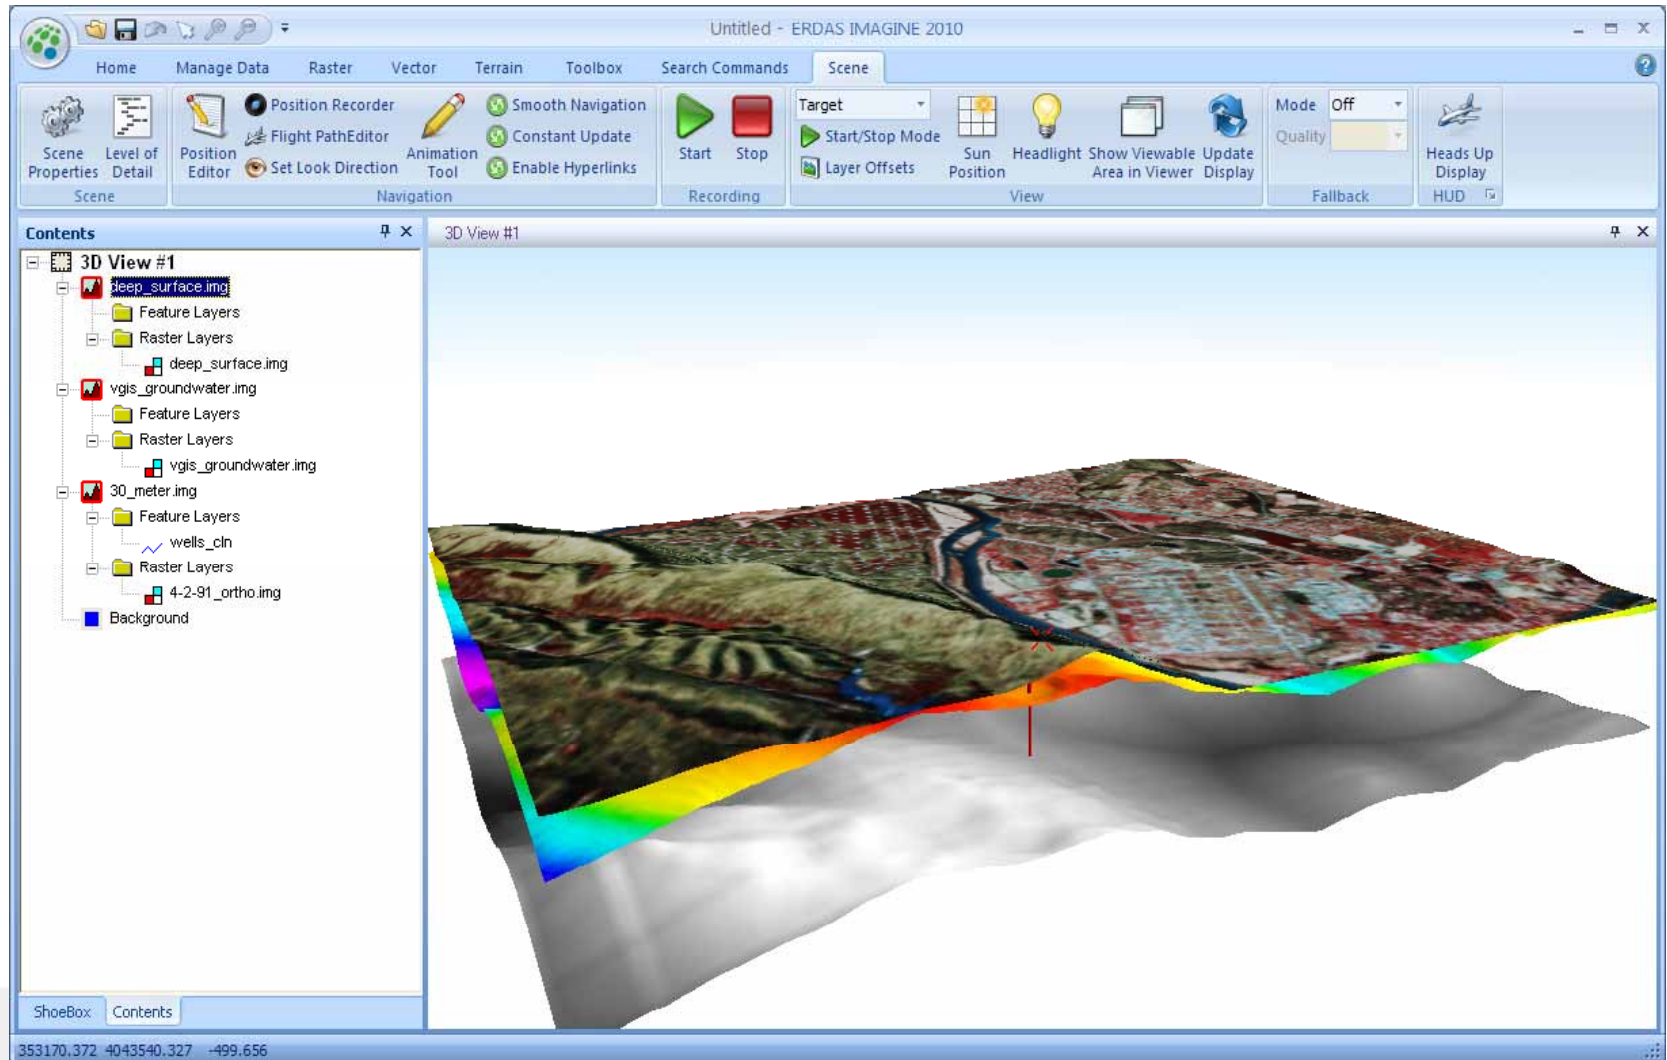 Untitled - ERDAS IMAGINE 2010
Home Manage Data Raster Vector Terrain Toolbox Search Commands Scene
Scene Properties
Level of Detail
Scene
Position Editor
Position Recorder
Flight PathEditor
Set Look Direction
Animation Tool
Smooth Navigation
Constant Update
Enable Hyperlinks
Navigation
Start
Stop
Recording
Target
Start/Stop Mode
Layer Offsets
Sun Position
Headlight
Show Viewable Area in Viewer
Update Display
View
Mode Off
Quality
Fallback
Heads Up Display
HUD
Contents
3D View #1
deep_surface.img
Feature Layers
Raster Layers
deep_surface.img
vgis_groundwater.img
Feature Layers
Raster Layers
vgis_groundwater.img
30_meter.img
Feature Layers
wells_cln
Raster Layers
4-2-91_ortho.img
Background
3D View #1
ShoeBox Contents
353170.372 4043540.327 -499.656